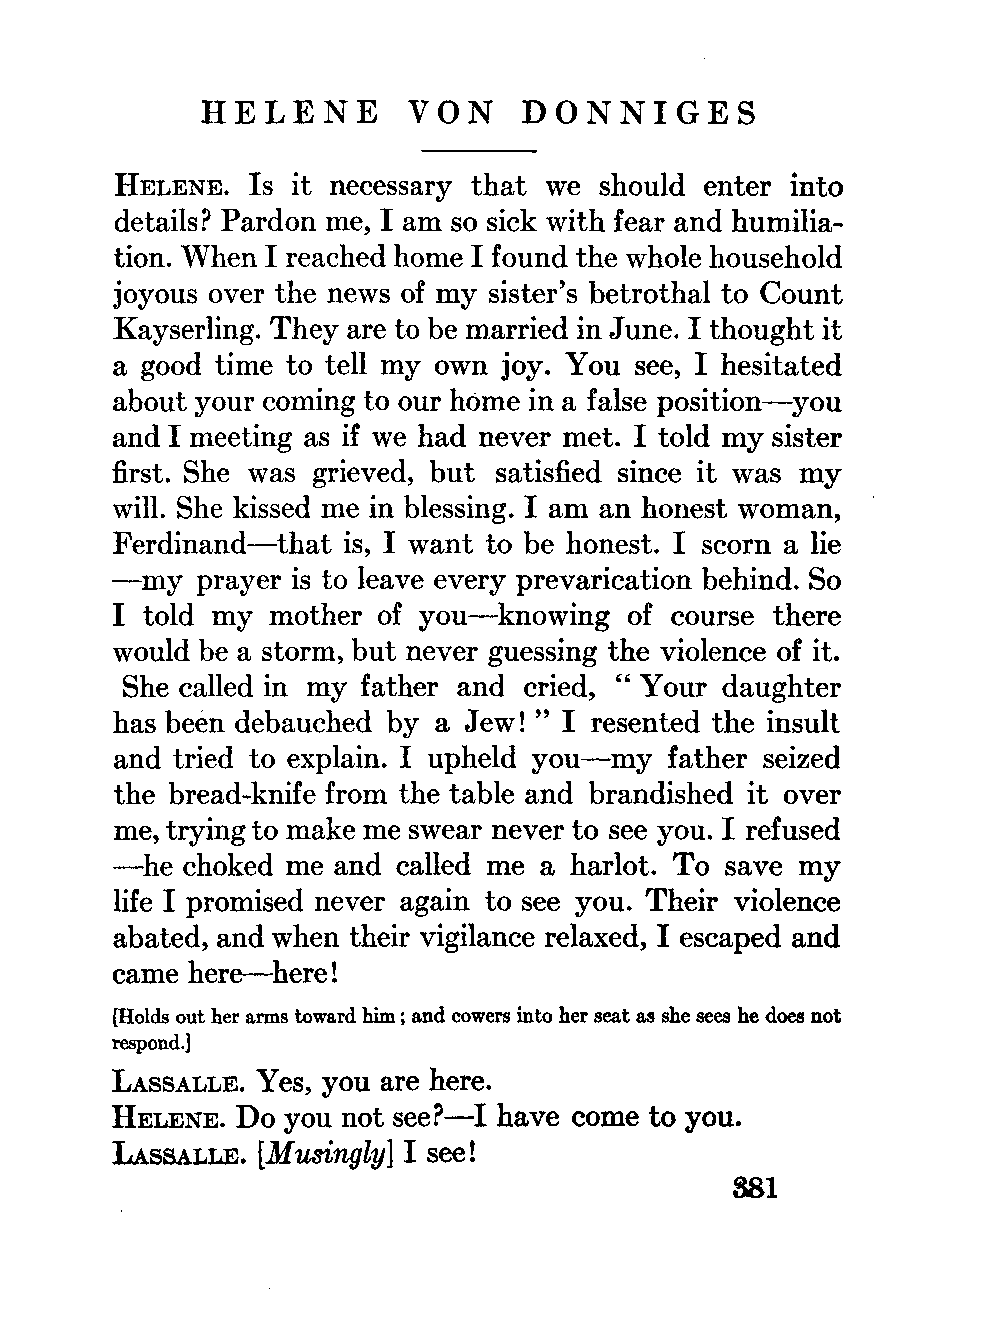 HELENE VON DONNIGES
HELENE. Is it necessary that we should enter into
details? Pardon me, I am so sick with fear and humilia-
tion. When I reached home I found the whole household
joyous over the news of my sister's betrothal to Count
Kayserling. They are to be married in June. I thought it
a good time to tell my own joy. You see, I hesitated
about your coming to our home in a false position—you
and I meeting as if we had never met. I told my sister
first. She was grieved, but satisfied since it was my
will. She kissed me in blessing. I am an honest woman,
Ferdinand—that is, I want to be honest. I scorn a lie
—my prayer is to leave every prevarication behind. So
I told my mother of you—knowing of course there
would be a storm, but never guessing the violence of it.
She called in my father and cried, “ Your daughter
has been debauched by a Jew! ” I resented the insult
and tried to explain. I upheld you—my father seized
the bread-knife from the table and brandished it over
me, trying to make me swear never to see you. I refused
—he choked me and called me a harlot. To save my
life I promised never again to see you. Their violence
abated, and when their vigilance relaxed, I escaped and
came here—here!
[Holds out her arms toward him; and cowers into her seat as she sees he does not
respond.]
LASSALLE. Yes, you are here.
HELENE. Do you not see?—I have come to you.
LASSALLE. [Musingly] I see!
381